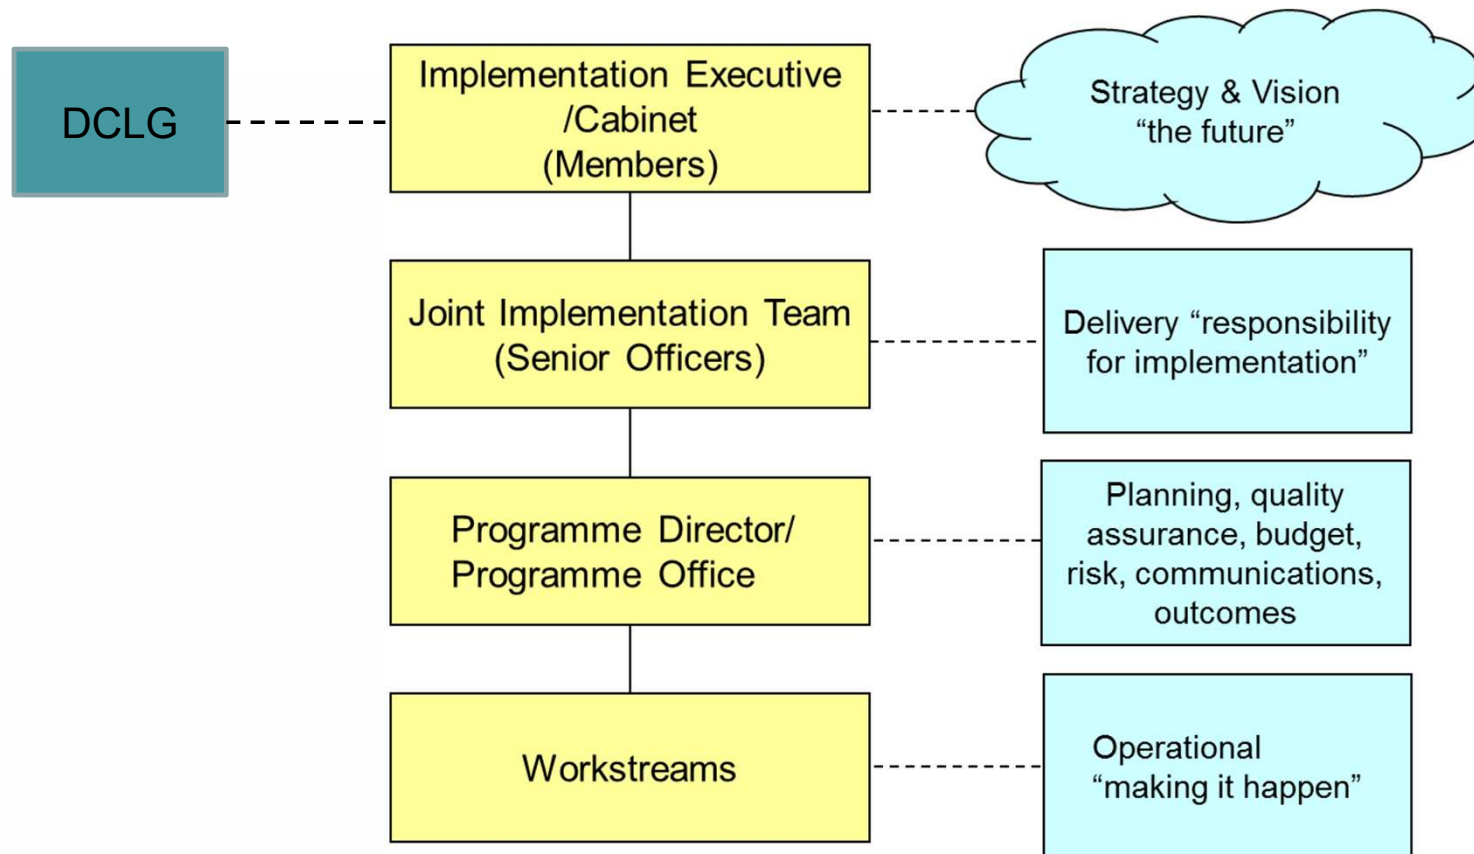 DCLG
Implementation Executive
/Cabinet
(Members)
Strategy & Vision
“the future”
Joint Implementation Team
(Senior Officers)
Delivery “responsibility
for implementation”
Programme Director/
Programme Office
Planning, quality
assurance, budget,
risk, communications,
outcomes
Workstreams
Operational
“making it happen”